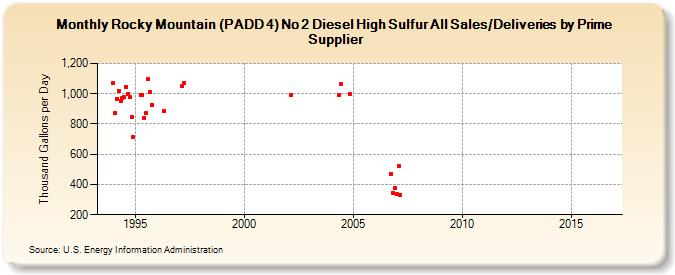 Monthly Rocky Mountain (PADD 4) No 2 Diesel High Sulfur All Sales/Deliveries by Prime
Supplier
Thousand Gallons per Day
1,200
1,000
800
600
400
200
1995
2000
2005
2010
2015
Source: U.S. Energy Information Administration